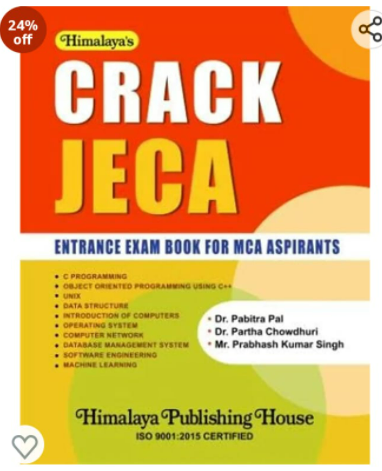 24%
off
Himalaya's
CRACK
JECA
ENTRANCE EXAM BOOK FOR MCA ASPIRANTS
• C PROGRAMMING
• OBJECT ORIENTED PROGRAMMING USING C++
• UNIX
• DATA STRUCTURE
• INTRODUCTION OF COMPUTERS
• OPERATING SYSTEM
• COMPUTER NETWORK
• DATABASE MANAGEMENT SYSTEM
• SOFTWARE ENGINEERING
• MACHINE LEARNING
• Dr. Pabitra Pal
• Dr. Partha Chowdhuri
• Mr. Prabhash Kumar Singh
Himalaya Publishing House
ISO 9001:2015 CERTIFIED